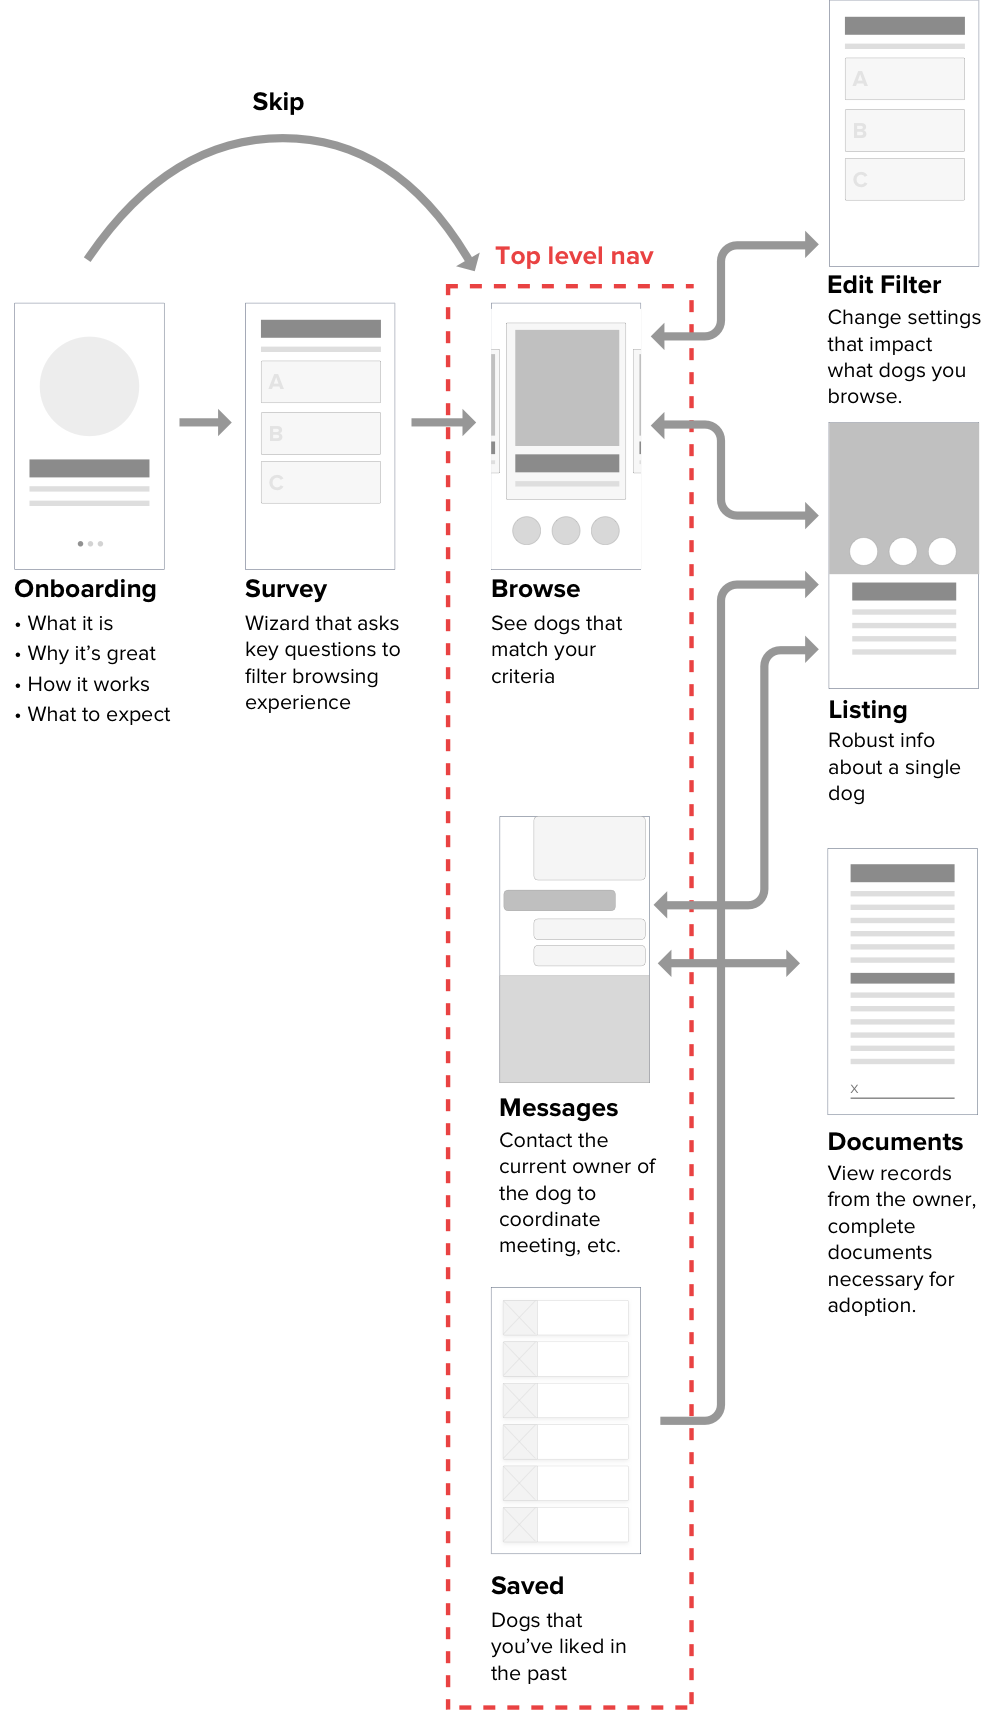 Skip
Top level nav
A
B
C
Edit Filter
Change settings
that impact
what dogs you
browse.
Onboarding
• What it is
• Why it's great
• How it works
• What to expect
A
B
C
Survey
Wizard that asks
key questions to
filter browsing
experience
Browse
See dogs that
match your
criteria
Listing
Robust info
about a single
dog
Messages
Contact the
current owner of
the dog to
coordinate
meeting, etc.
X
Documents
View records
from the owner,
complete
documents
necessary for
adoption.
Saved
Dogs that
you've liked in
the past